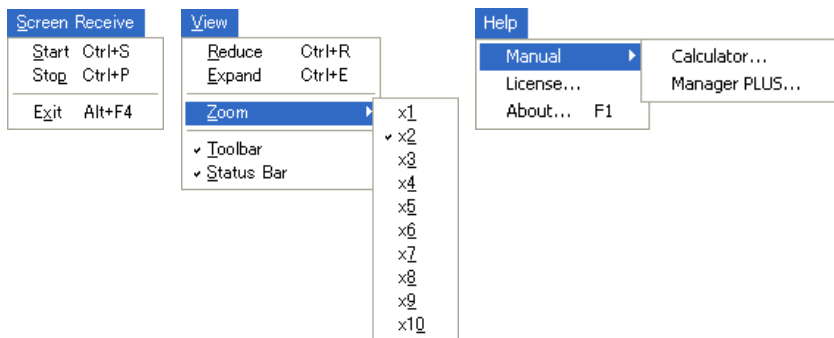 Screen Receive
Start Ctrl+S
Stop Ctrl+P
Exit Alt+F4
View
Reduce Ctrl+R
Expand Ctrl+E
Zoom
Toolbar
Status Bar
x1
x2
x3
x4
x5
x6
x7
x8
x9
x10
Help
Manual
License...
About... F1
Calculator...
Manager PLUS...